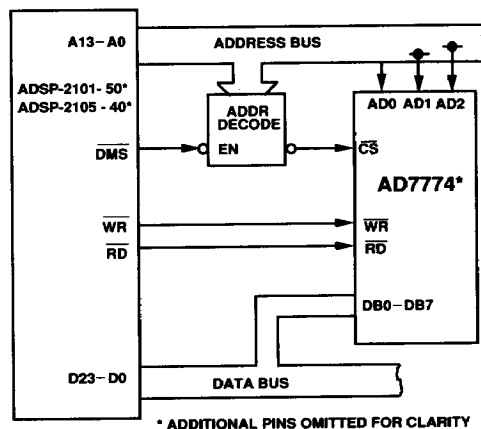 A13–A0
ADDRESS BUS
ADSP-2101-50*
ADSP-2105-40*
ADDR
DECODE
AD0 AD1 AD2
DMS
EN
CS
AD7774*
WR
WR
RD
RD
DB0–DB7
D23–D0
DATA BUS
* ADDITIONAL PINS OMITTED FOR CLARITY